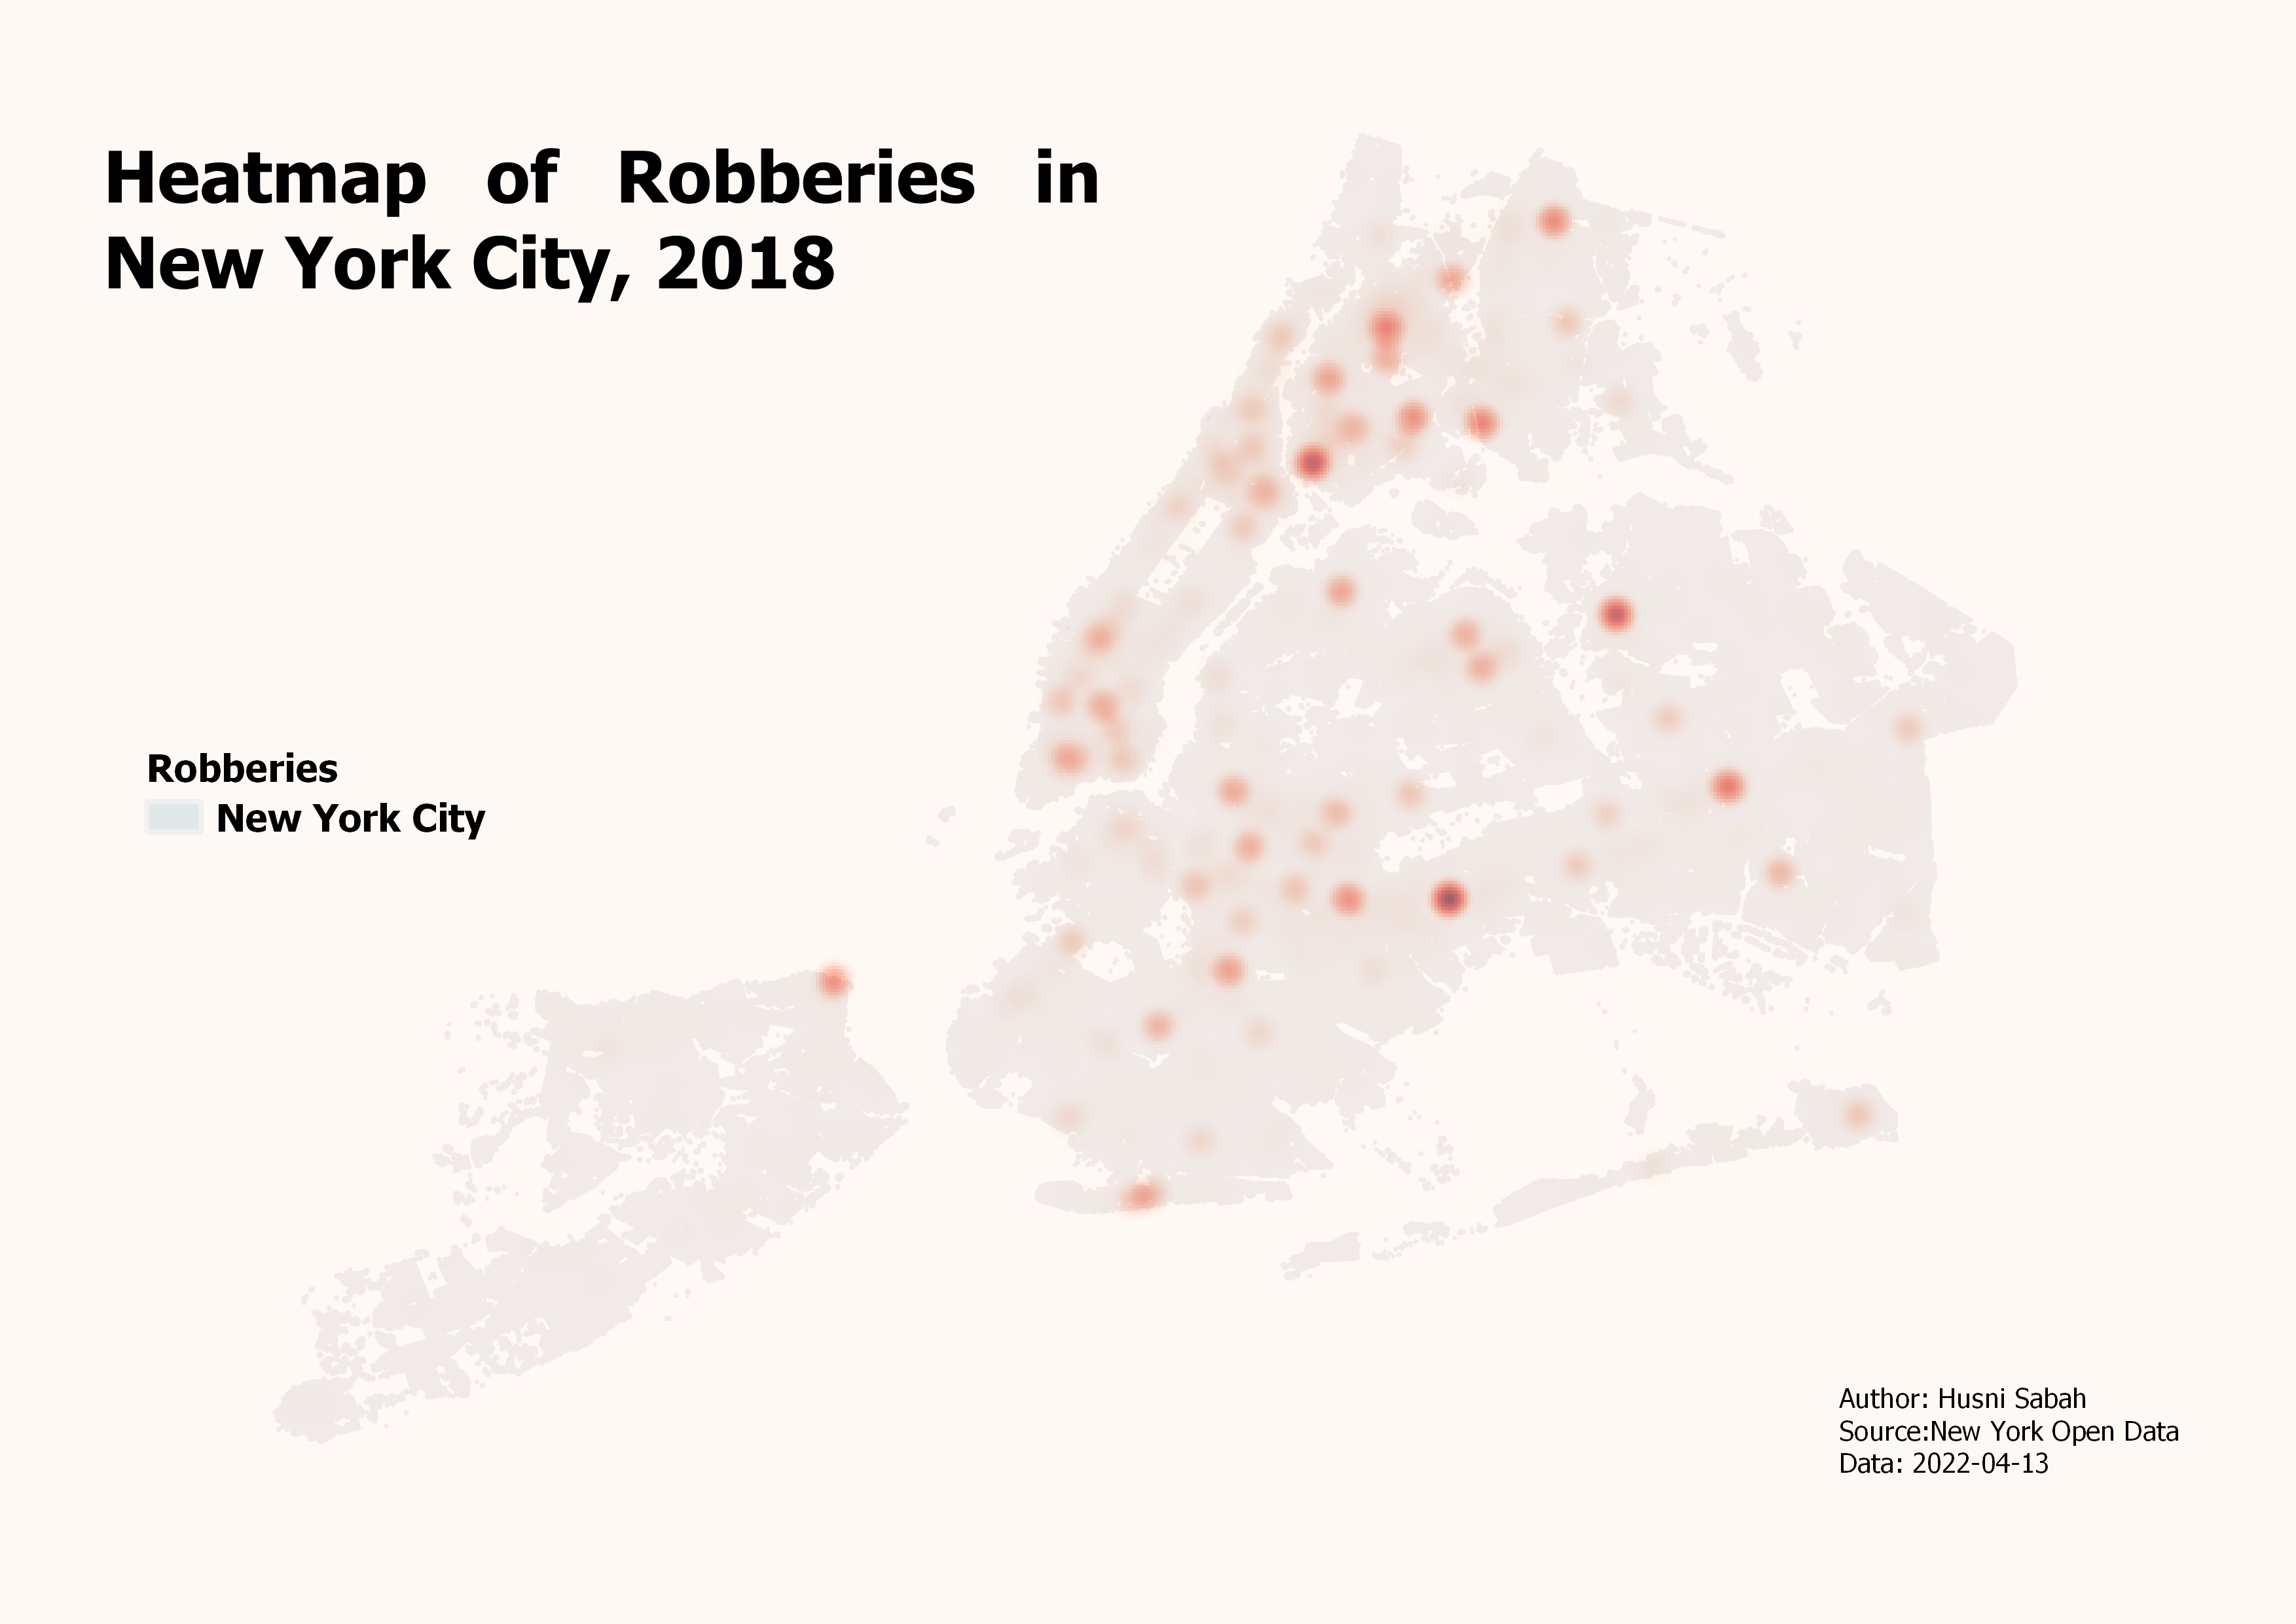 Heatmap of Robberies in
New York City, 2018
Robberies
New York City
Author: Husni Sabah
Source:New York Open Data
Data: 2022-04-13